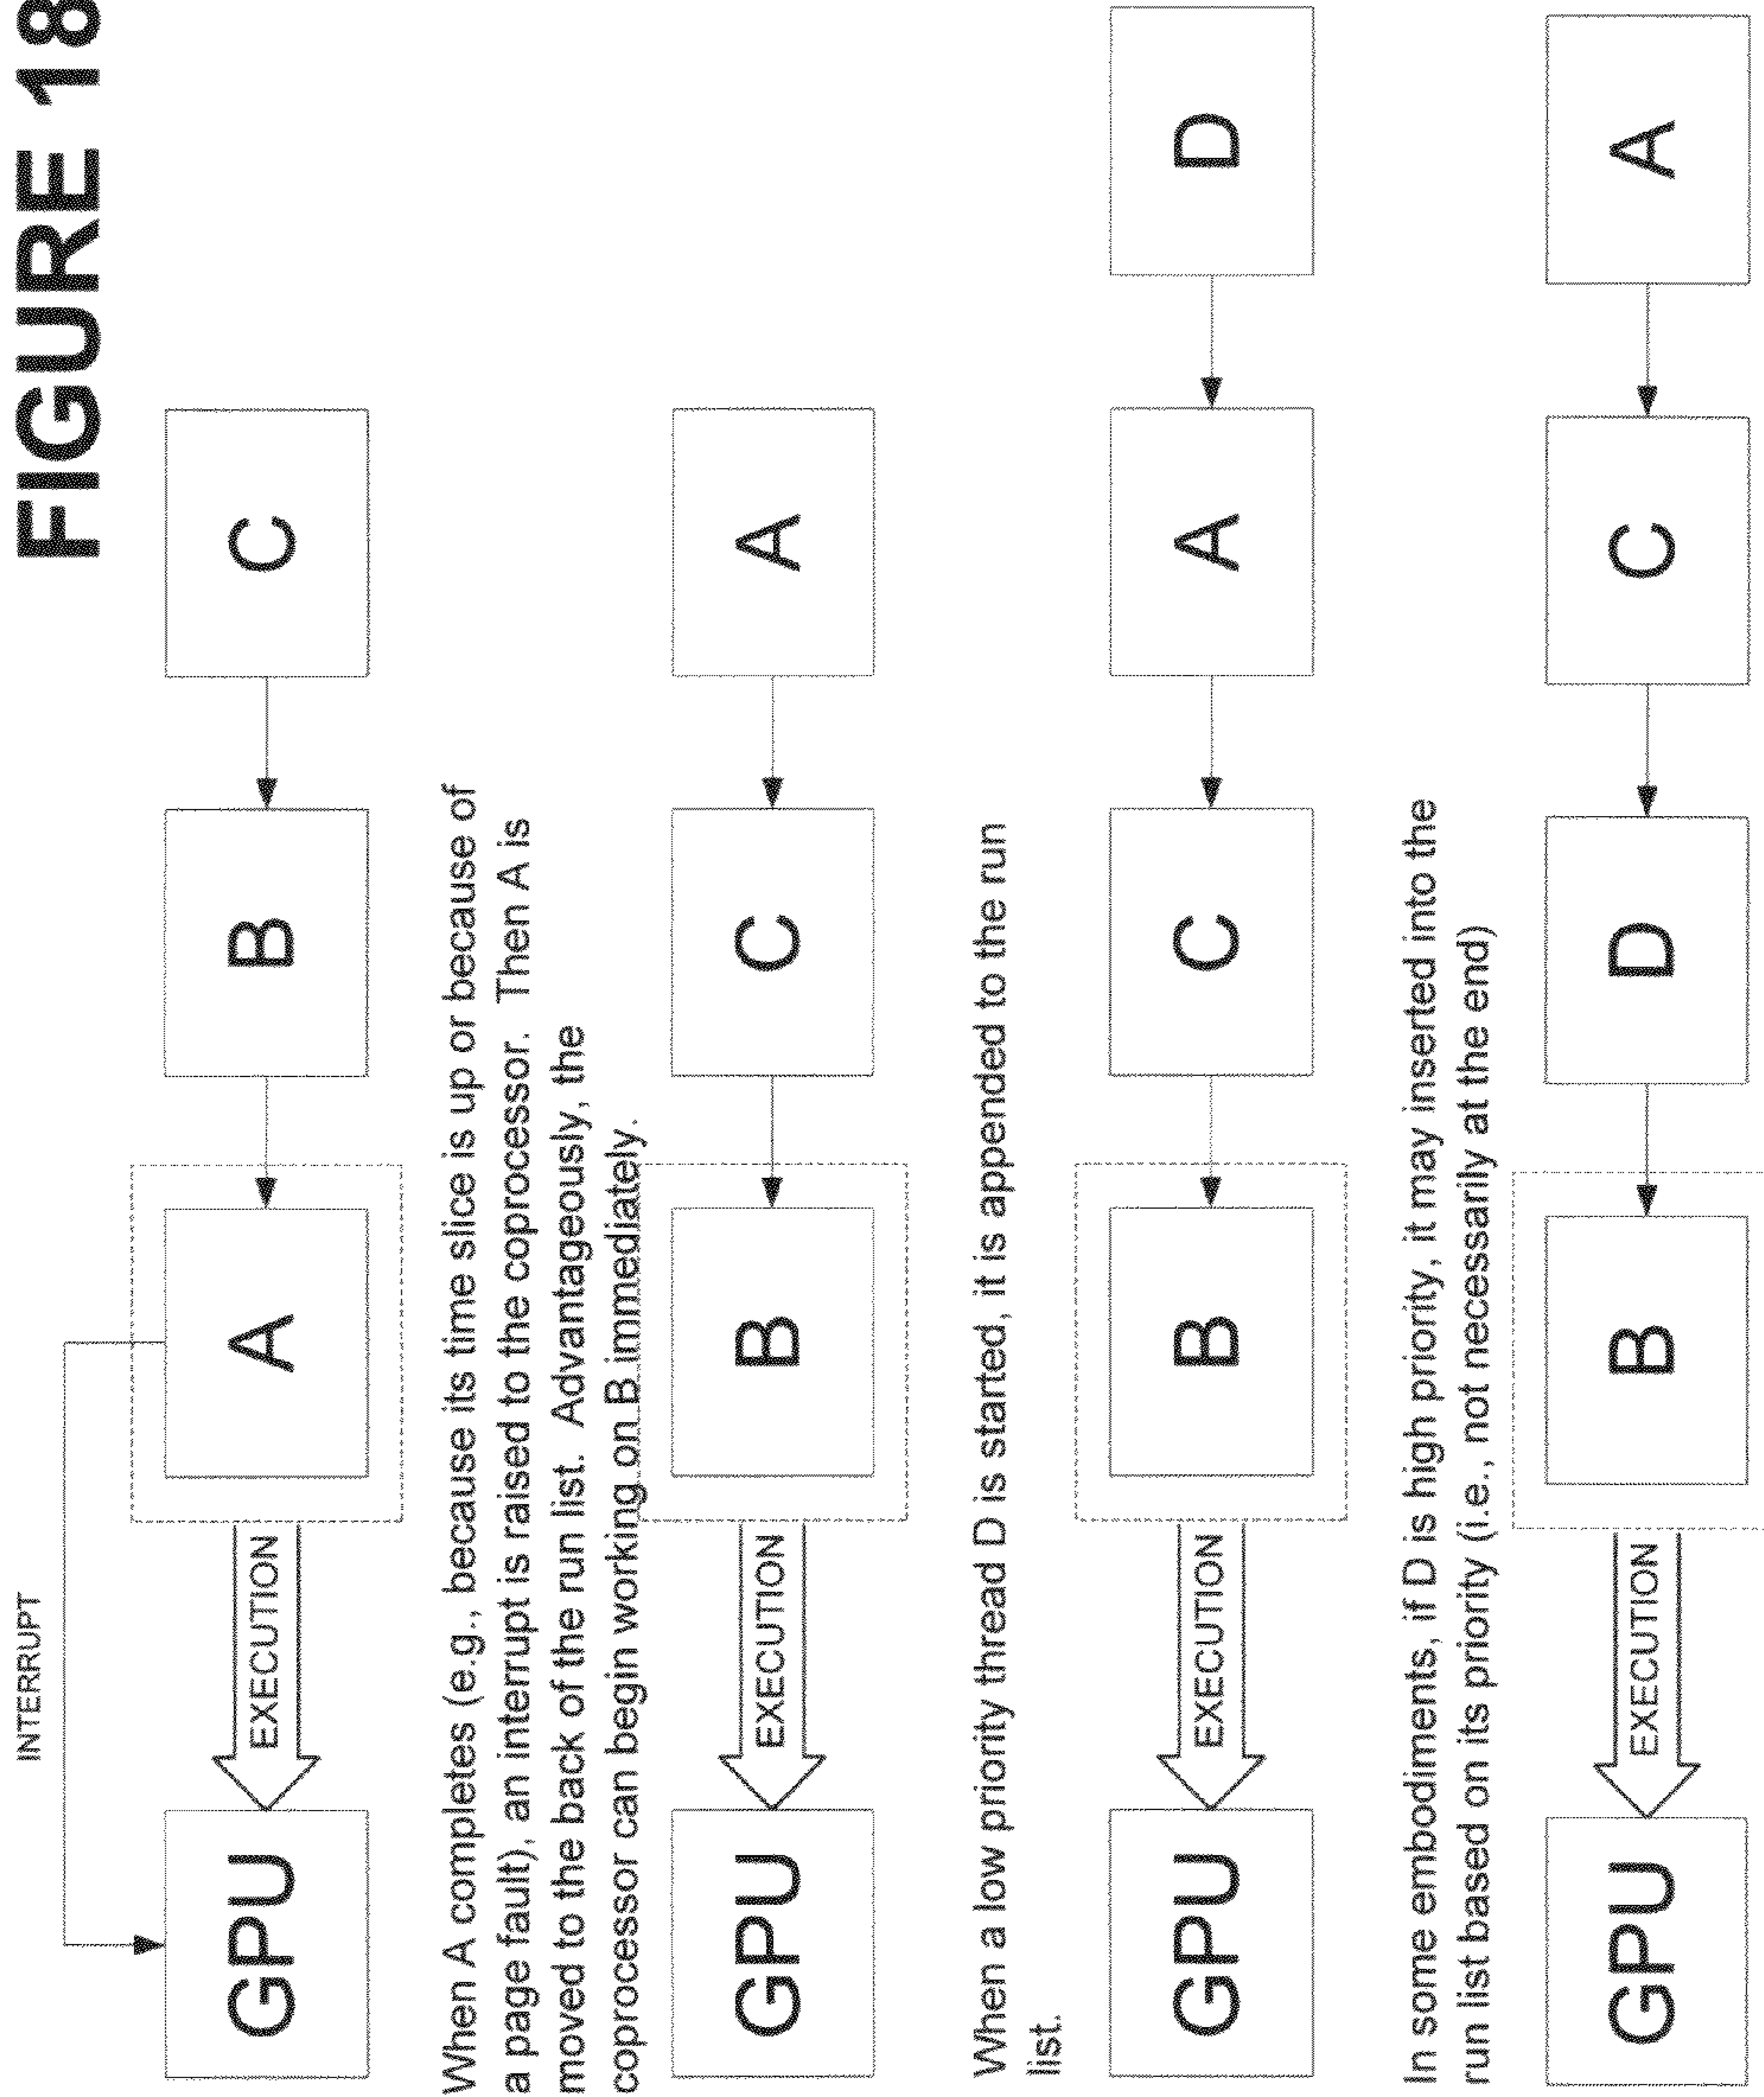 FIGURE 18
INTERRUPT
GPU
EXECUTION
A
B
C
When A completes (e.g., because its time slice is up or because of
a page fault), an interrupt is raised to the coprocessor. Then A is
moved to the back of the run list. Advantageously, the
coprocessor can begin working on B immediately.
GPU
EXECUTION
B
C
A
When a low priority thread D is started, it is appended to the run
list.
GPU
EXECUTION
B
C
A
D
In some embodiments, if D is high priority, it may inserted into the
run list based on its priority (i.e., not necessarily at the end)
GPU
EXECUTION
B
D
C
A